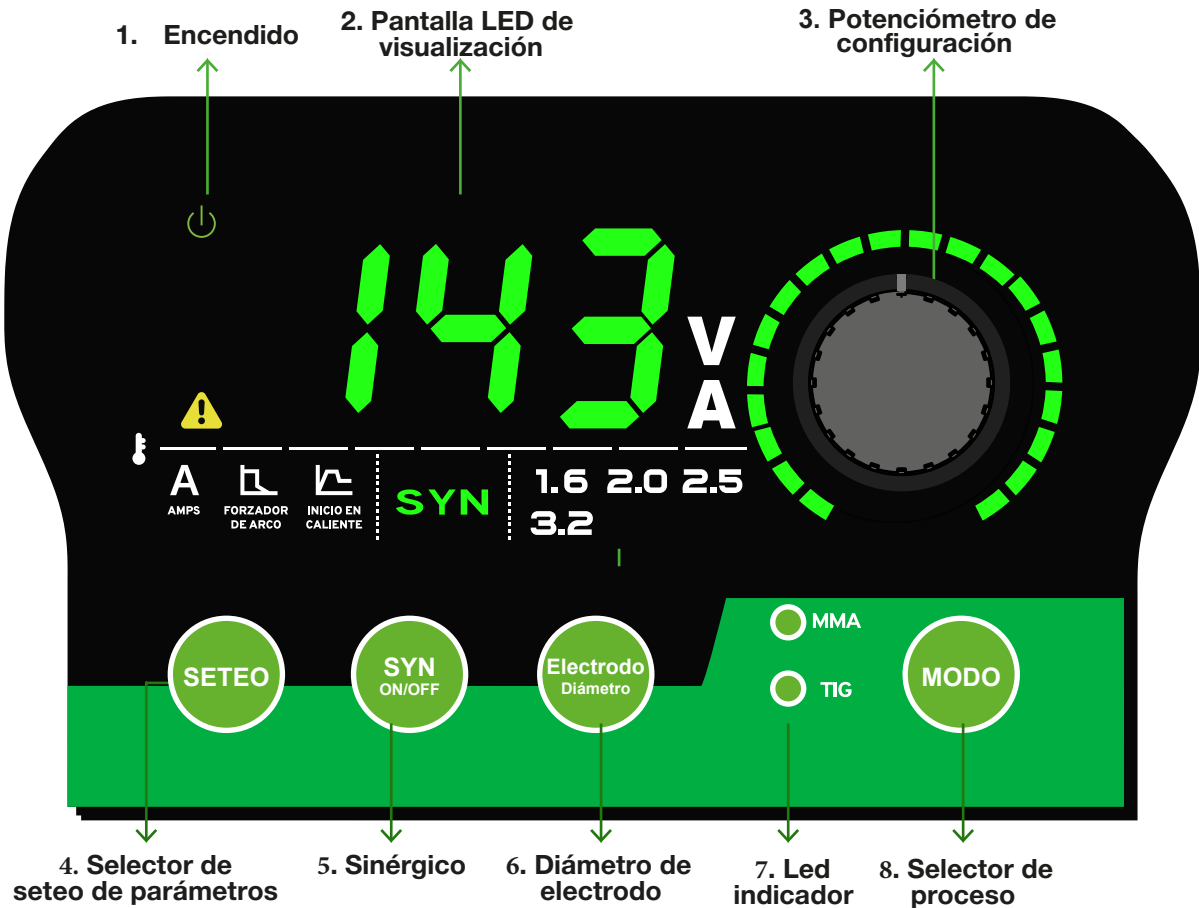 1. Encendido
2. Pantalla LED de
visualización
3. Potenciómetro de
configuración
143
V
A
A
AMPS
FORZADOR
DE ARCO
INICIO EN
CALIENTE
SYN
1.6 2.0 2.5
3.2
SETEO
SYN
ON/OFF
Electrodo
Diámetro
MMA
TIG
MODO
4. Selector de
seteo de parámetros
5. Sinérgico
6. Diámetro de
electrodo
7. Led
indicador
8. Selector de
proceso